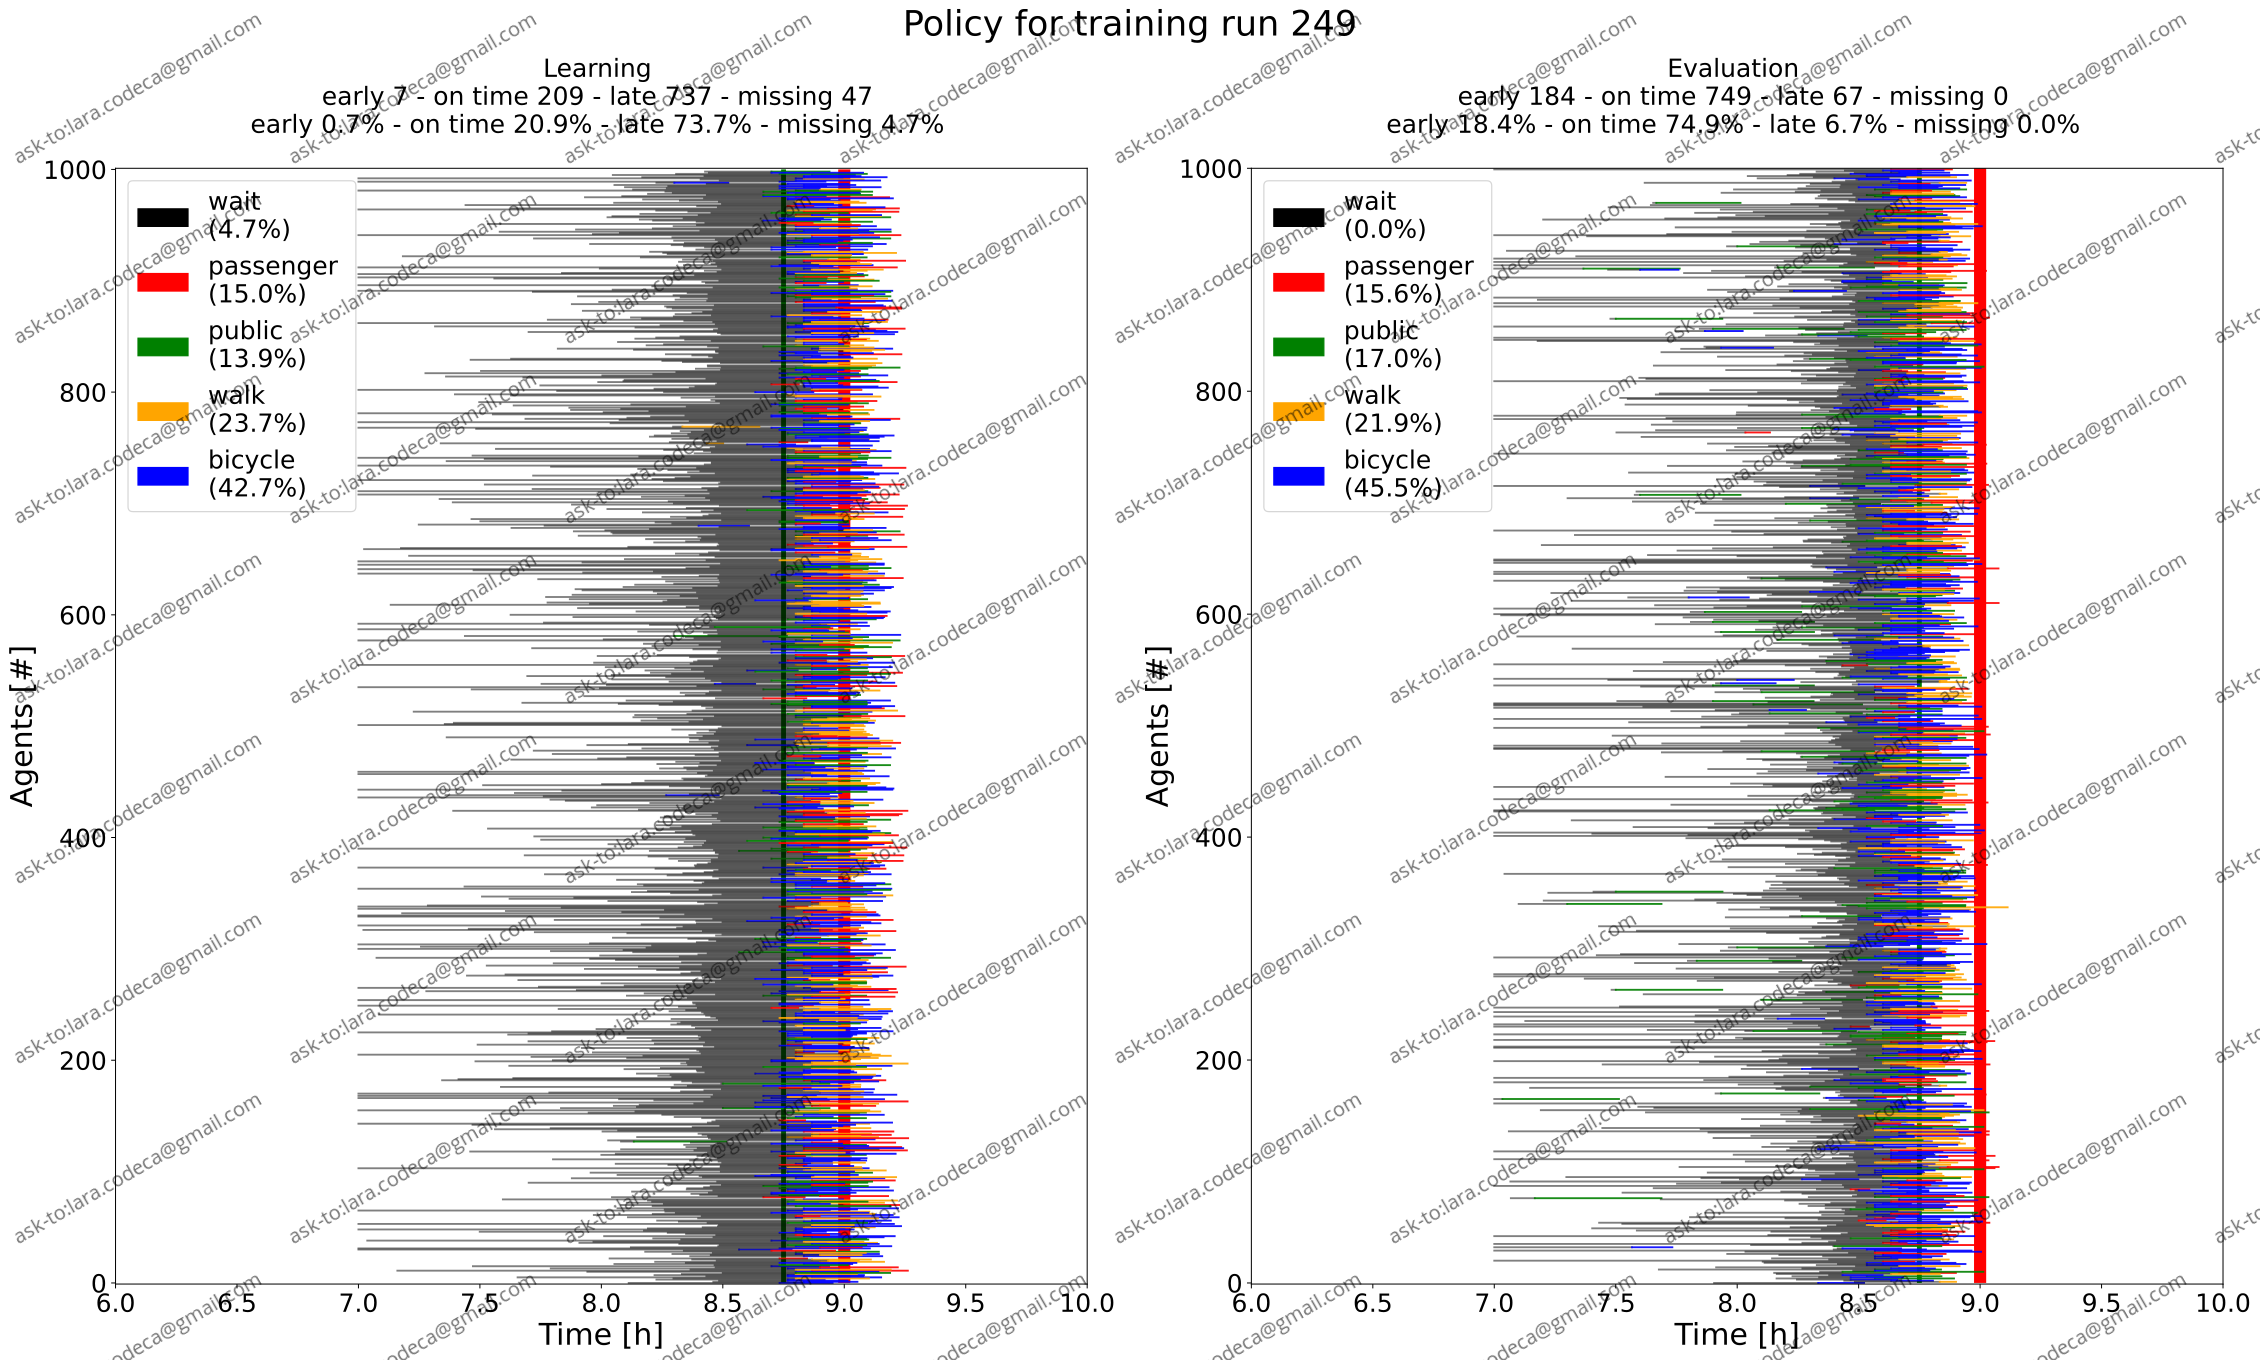 Policy for training run 249
Learning
early 7 - on time 209 - late 737 - missing 47
early 0.7% - on time 20.9% - late 73.7% - missing 4.7%
1000
800
600
400
200
0
Agents [#]
wait
(4.7%)
passenger
(15.0%)
public
(13.9%)
walk
(23.7%)
bicycle
(42.7%)
6.0 6.5 7.0 7.5 8.0 8.5 9.0 9.5 10.0
Time [h]
Evaluation
early 184 - on time 749 - late 67 - missing 0
early 18.4% - on time 74.9% - late 6.7% - missing 0.0%
1000
800
600
400
200
0
Agents [#]
wait
(0.0%)
passenger
(15.6%)
public
(17.0%)
walk
(21.9%)
bicycle
(45.5%)
6.0 6.5 7.0 7.5 8.0 8.5 9.0 9.5 10.0
Time [h]
ask-to:lara.codeca@gmail.com